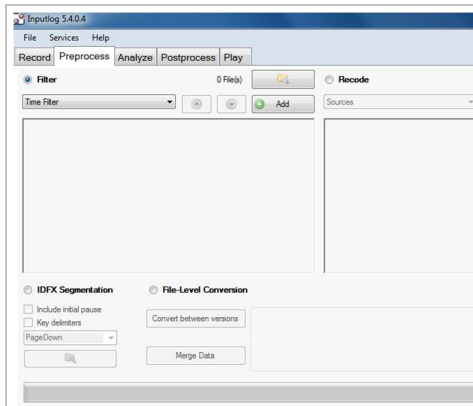 Inputlog 5.4.0.4
File Services Help
Record Preprocess Analyze Postprocess Play
Filter 0 File(s) Recode
Time Filter Add Sources
IDFX Segmentation File-Level Conversion
Include initial pause
Key delimiters Convert between versions
PageDown
Merge Data